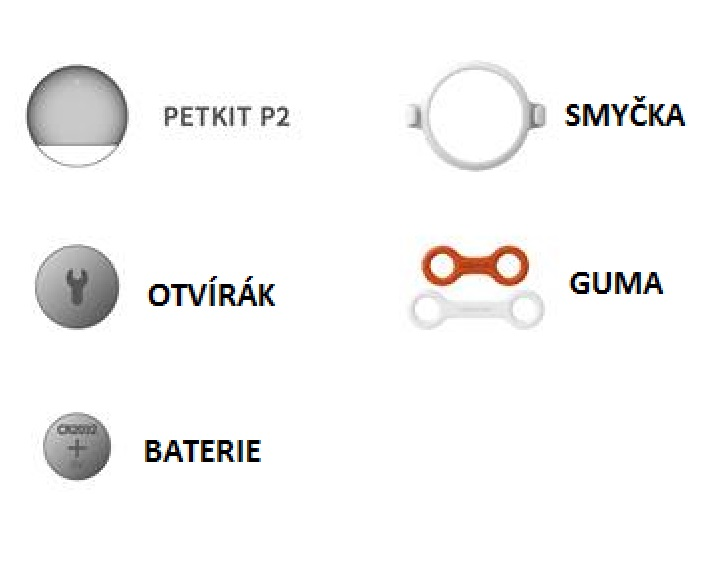 PETKIT P2
SMYČKA
OTVÍRÁK
GUMA
CR2032
+
BATERIE